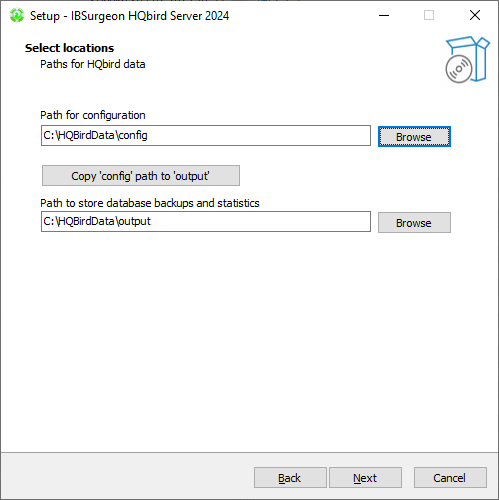 Setup - IBSurgeon HQbird Server 2024
Select locations
Paths for HQbird data
Path for configuration
C:\HQBirdData\config
Browse
Copy 'config' path to 'output'
Path to store database backups and statistics
C:\HQBirdData\output
Browse
Back
Next
Cancel